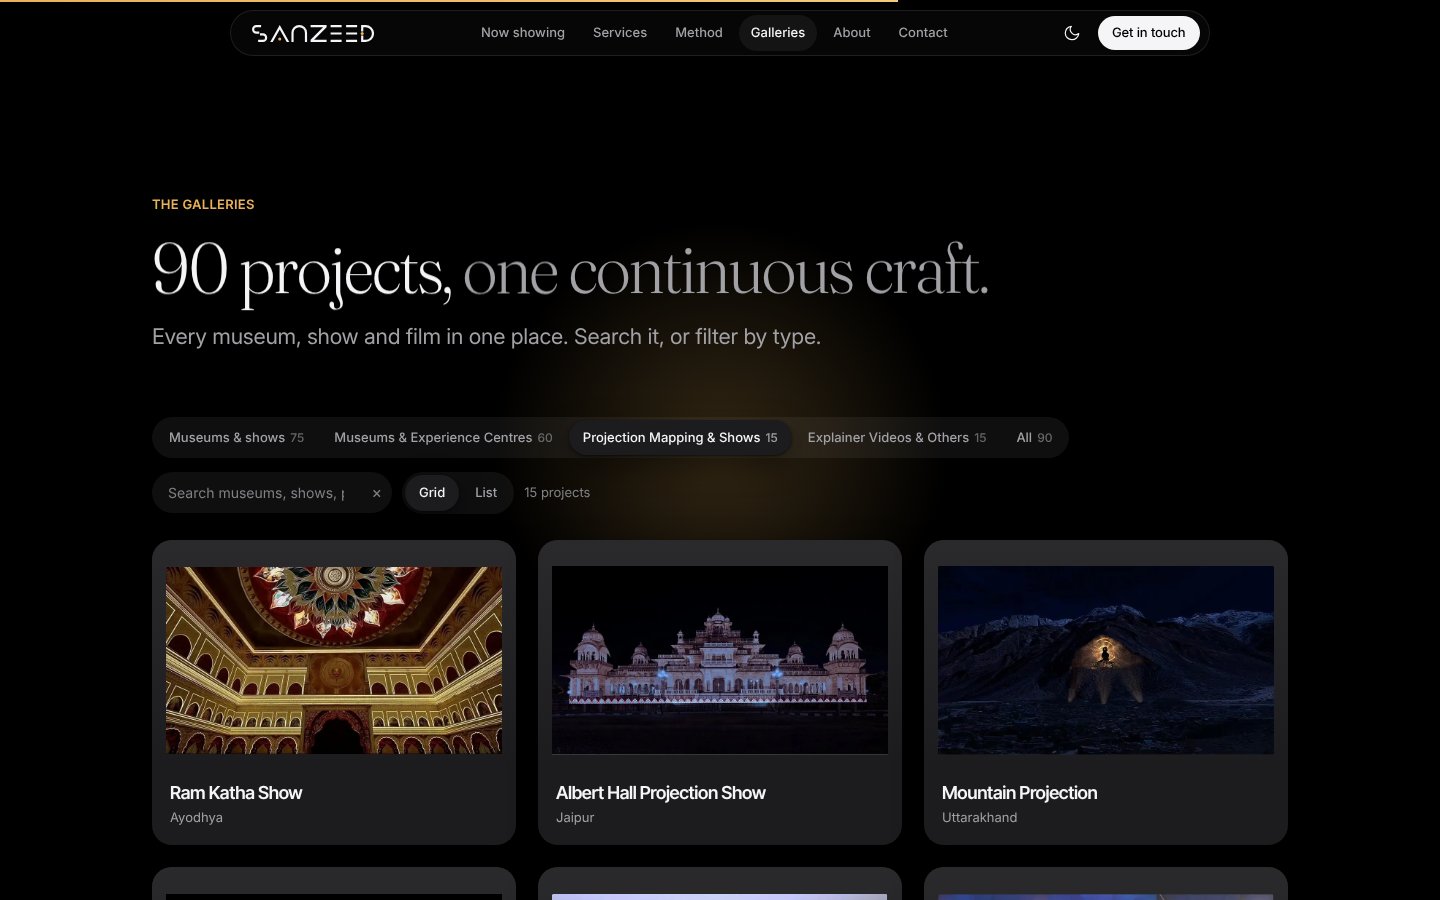 SANZEED
Now showing
Services
Method
Galleries
About
Contact
Get in touch
THE GALLERIES
90 projects, one continuous craft.
Every museum, show and film in one place. Search it, or filter by type.
Museums & shows 75
Museums & Experience Centres 60
Projection Mapping & Shows 15
Explainer Videos & Others 15
All 90
Search museums, shows,
Grid
List
15 projects
Ram Katha Show
Ayodhya
Albert Hall Projection Show
Jaipur
Mountain Projection
Uttarakhand